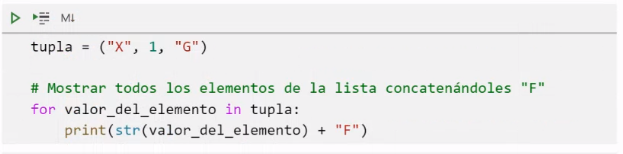 M↓
tupla = ("X", 1, "G")
# Mostrar todos los elementos de la lista concatenándoles "F"
for valor_del_elemento in tupla:
    print(str(valor_del_elemento) + "F")